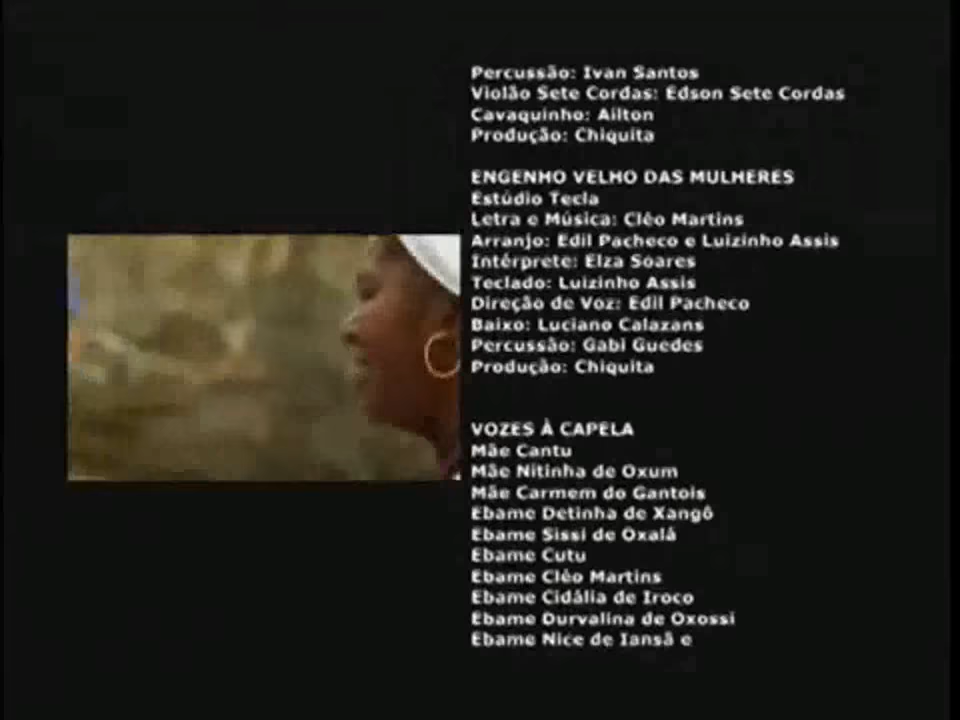 Percussão: Ivan Santos
Violão Sete Cordas: Edson Sete Cordas
Cavaquinho: Ailton
Produção: Chiquita
ENGENHO VELHO DAS MULHERES
Estúdio Tecla
Letra e Música: Cléo Martins
Arranjo: Edil Pacheco e Luizinho Assis
Intérprete: Elza Soares
Teclado: Luizinho Assis
Direção de Voz: Edil Pacheco
Baixo: Luciano Calazans
Percussão: Gabi Guedes
Produção: Chiquita
VOZES À CAPELA
Mãe Cantu
Mãe Nitinha de Oxum
Mãe Carmem do Gantois
Ebame Detinha de Xangô
Ebame Sissi de Oxalá
Ebame Cutu
Ebame Cléo Martins
Ebame Cidália de Iroco
Ebame Durvalina de Oxossi
Ebame Nice de Iansã e